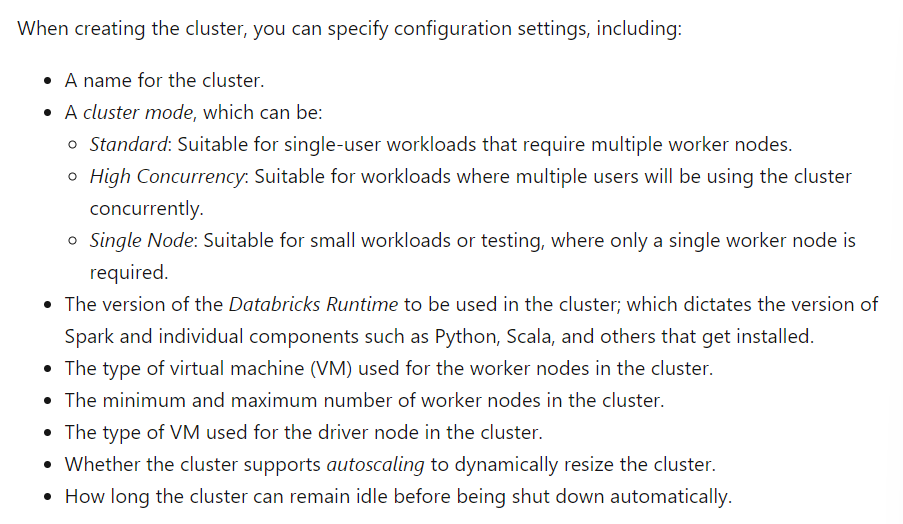 When creating the cluster, you can specify configuration settings, including:
• A name for the cluster.
• A cluster mode, which can be:
○ Standard: Suitable for single-user workloads that require multiple worker nodes.
○ High Concurrency: Suitable for workloads where multiple users will be using the cluster
concurrently.
○ Single Node: Suitable for small workloads or testing, where only a single worker node is
required.
• The version of the Databricks Runtime to be used in the cluster; which dictates the version of
Spark and individual components such as Python, Scala, and others that get installed.
• The type of virtual machine (VM) used for the worker nodes in the cluster.
• The minimum and maximum number of worker nodes in the cluster.
• The type of VM used for the driver node in the cluster.
• Whether the cluster supports autoscaling to dynamically resize the cluster.
• How long the cluster can remain idle before being shut down automatically.